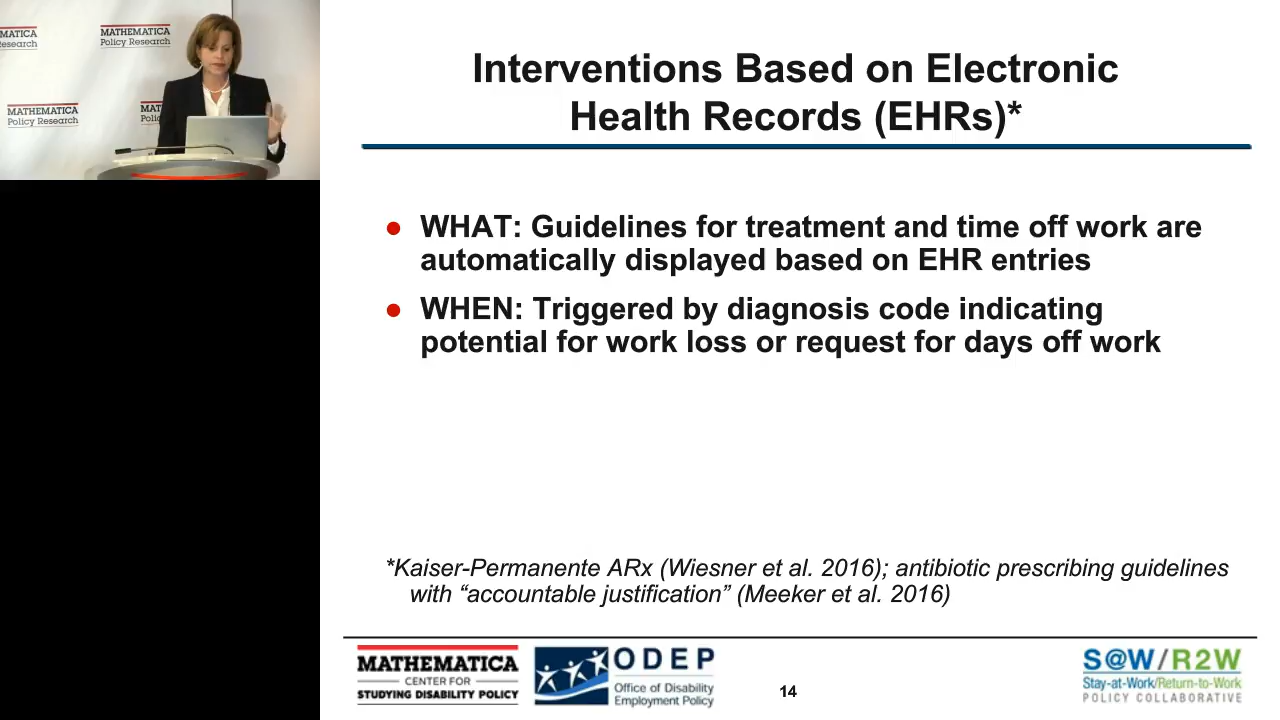 MATHEMATICA
Research
MATHEMATICA
Policy Research
MATHEMATICA
Policy Research
Interventions Based on Electronic
Health Records (EHRs)*
● WHAT: Guidelines for treatment and time off work are
automatically displayed based on EHR entries
● WHEN: Triggered by diagnosis code indicating
potential for work loss or request for days off work
*Kaiser-Permanente ARx (Wiesner et al. 2016); antibiotic prescribing guidelines
with “accountable justification” (Meeker et al. 2016)
MATHEMATICA
CENTER FOR
STUDYING DISABILITY POLICY
ODEP
Office of Disability
Employment Policy
14
S@W/R2W
Stay-at-Work/Return-to-Work
POLICY COLLABORATIVE